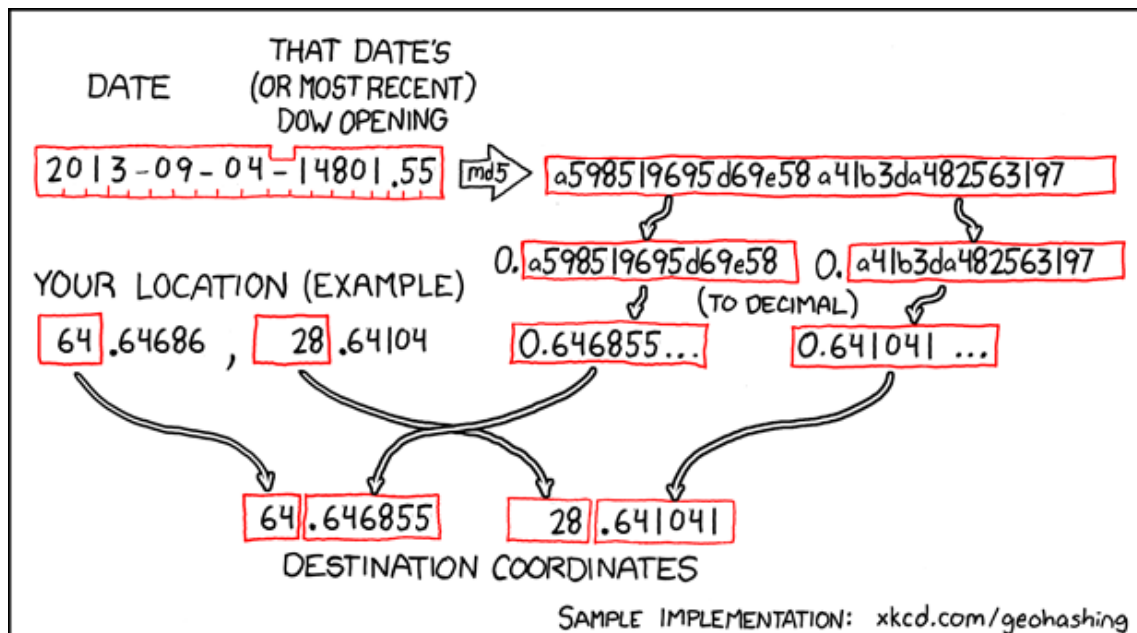 DATE
THAT DATE'S
(OR MOST RECENT)
DOW OPENING
2013-09-04-14801.55
md5
a598519695d69e58a41b3da482563197
0. a598519695d69e58
0. a41b3da482563197
(TO DECIMAL)
YOUR LOCATION (EXAMPLE)
64.64686, 28.64104
0.646855...
0.641041...
64.646855
28.641041
DESTINATION COORDINATES
SAMPLE IMPLEMENTATION: xkcd.com/geohashing